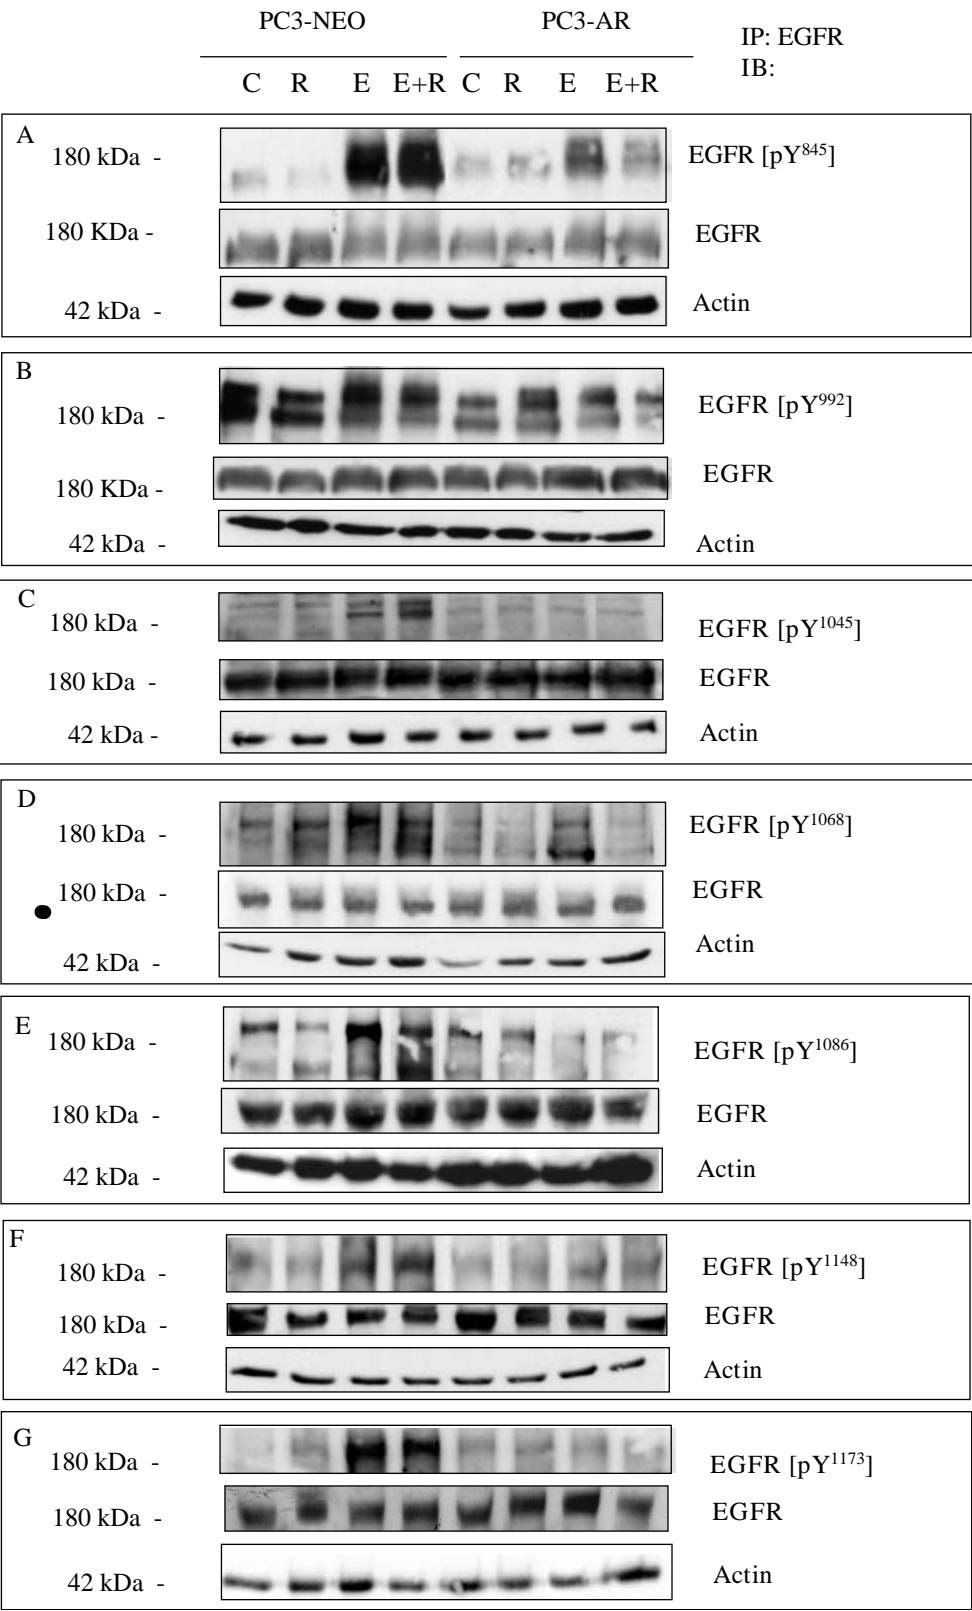 PC3-NEO PC3-AR IP: EGFR
IB:
C R E E+R C R E E+R
A
180 kDa - EGFR [pY845]
180 KDa - EGFR
42 kDa - Actin
B
180 kDa - EGFR [pY992]
180 KDa - EGFR
42 kDa - Actin
C
180 kDa - EGFR [pY1045]
180 kDa - EGFR
42 kDa - Actin
D
180 kDa - EGFR [pY1068]
180 kDa - EGFR
42 kDa - Actin
E
180 kDa - EGFR [pY1086]
180 kDa - EGFR
42 kDa - Actin
F
180 kDa - EGFR [pY1148]
180 kDa - EGFR
42 kDa - Actin
G
180 kDa - EGFR [pY1173]
180 kDa - EGFR
42 kDa - Actin